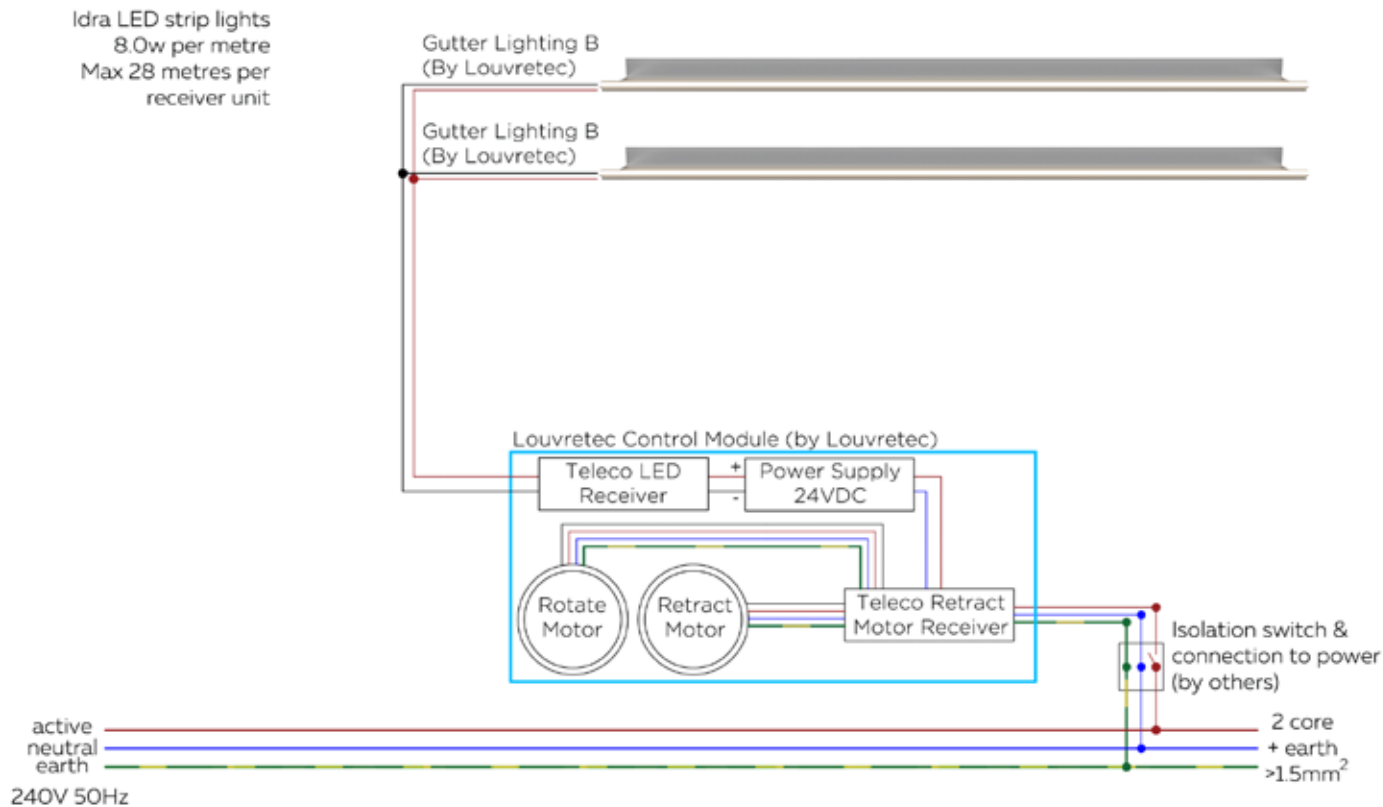 Idra LED strip lights
8.0w per metre
Max 28 metres per
receiver unit
Gutter Lighting B
(By Louvretec)
Gutter Lighting B
(By Louvretec)
Louvretec Control Module (by Louvretec)
Teleco LED
Receiver
+
-
Power Supply
24VDC
Rotate
Motor
Retract
Motor
Teleco Retract
Motor Receiver
Isolation switch &
connection to power
(by others)
active
neutral
earth
240V 50Hz
2 core
+ earth
>1.5mm²